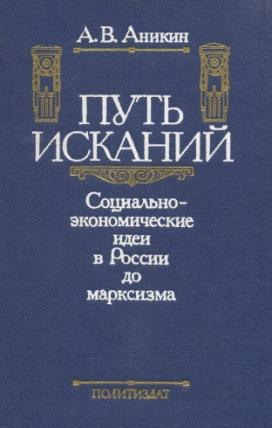 А. В. Аникин
ПУТЬ
ИСКАНИЙ
Социально-
экономические
идеи
в России
до
марксизма
ПОЛИТИЗДАТ